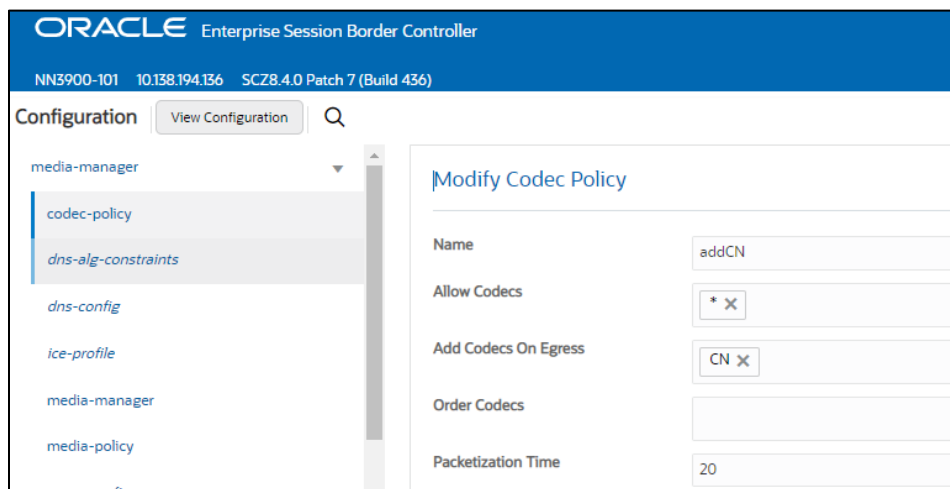 ORACLE Enterprise Session Border Controller
NN3900-101 10.138.194.136 SCZ8.4.0 Patch 7 (Build 436)
Configuration View Configuration
media-manager
codec-policy
dns-alg-constraints
dns-config
ice-profile
media-manager
media-policy
Modify Codec Policy
Name addCN
Allow Codecs * ×
Add Codecs On Egress CN ×
Order Codecs
Packetization Time 20